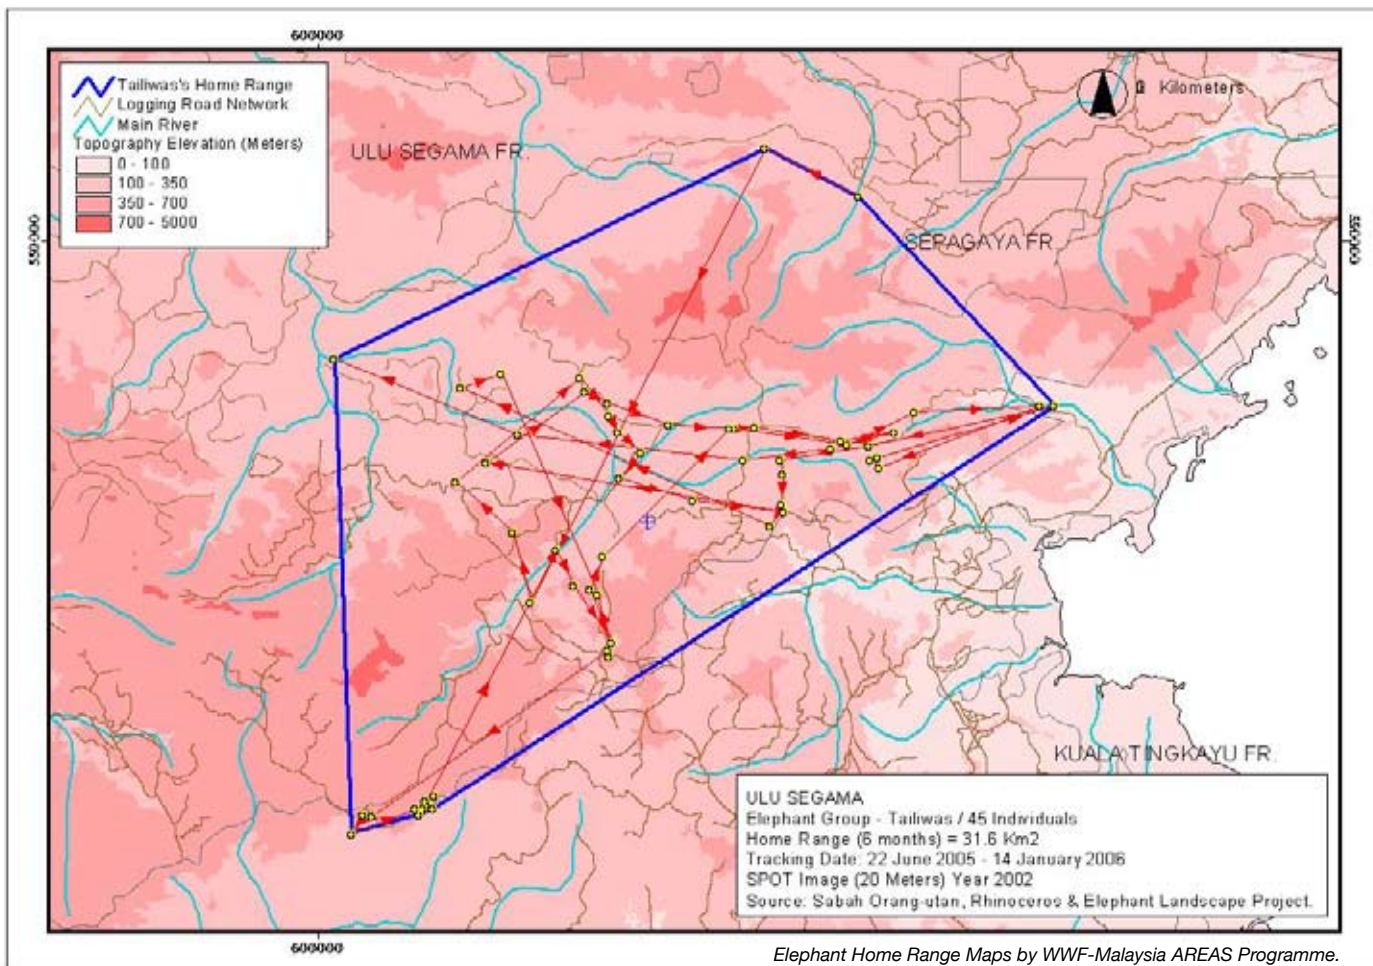 600000
Tailiwas's Home Range
Logging Road Network
Main River
Topography Elevation (Meters)
0 - 100
100 - 350
350 - 700
700 - 5000
Kilometers
ULU SEGAMA FR.
SEPAGAYA FR.
550000
550000
KUALA TINGKAYU FR.
ULU SEGAMA
Elephant Group - Tailiwas / 45 Individuals
Home Range (6 months) = 31.6 Km2
Tracking Date: 22 June 2005 - 14 January 2006
SPOT Image (20 Meters) Year 2002
Source: Sabah Orang-utan, Rhinoceros & Elephant Landscape Project.
600000
Elephant Home Range Maps by WWF-Malaysia AREAS Programme.